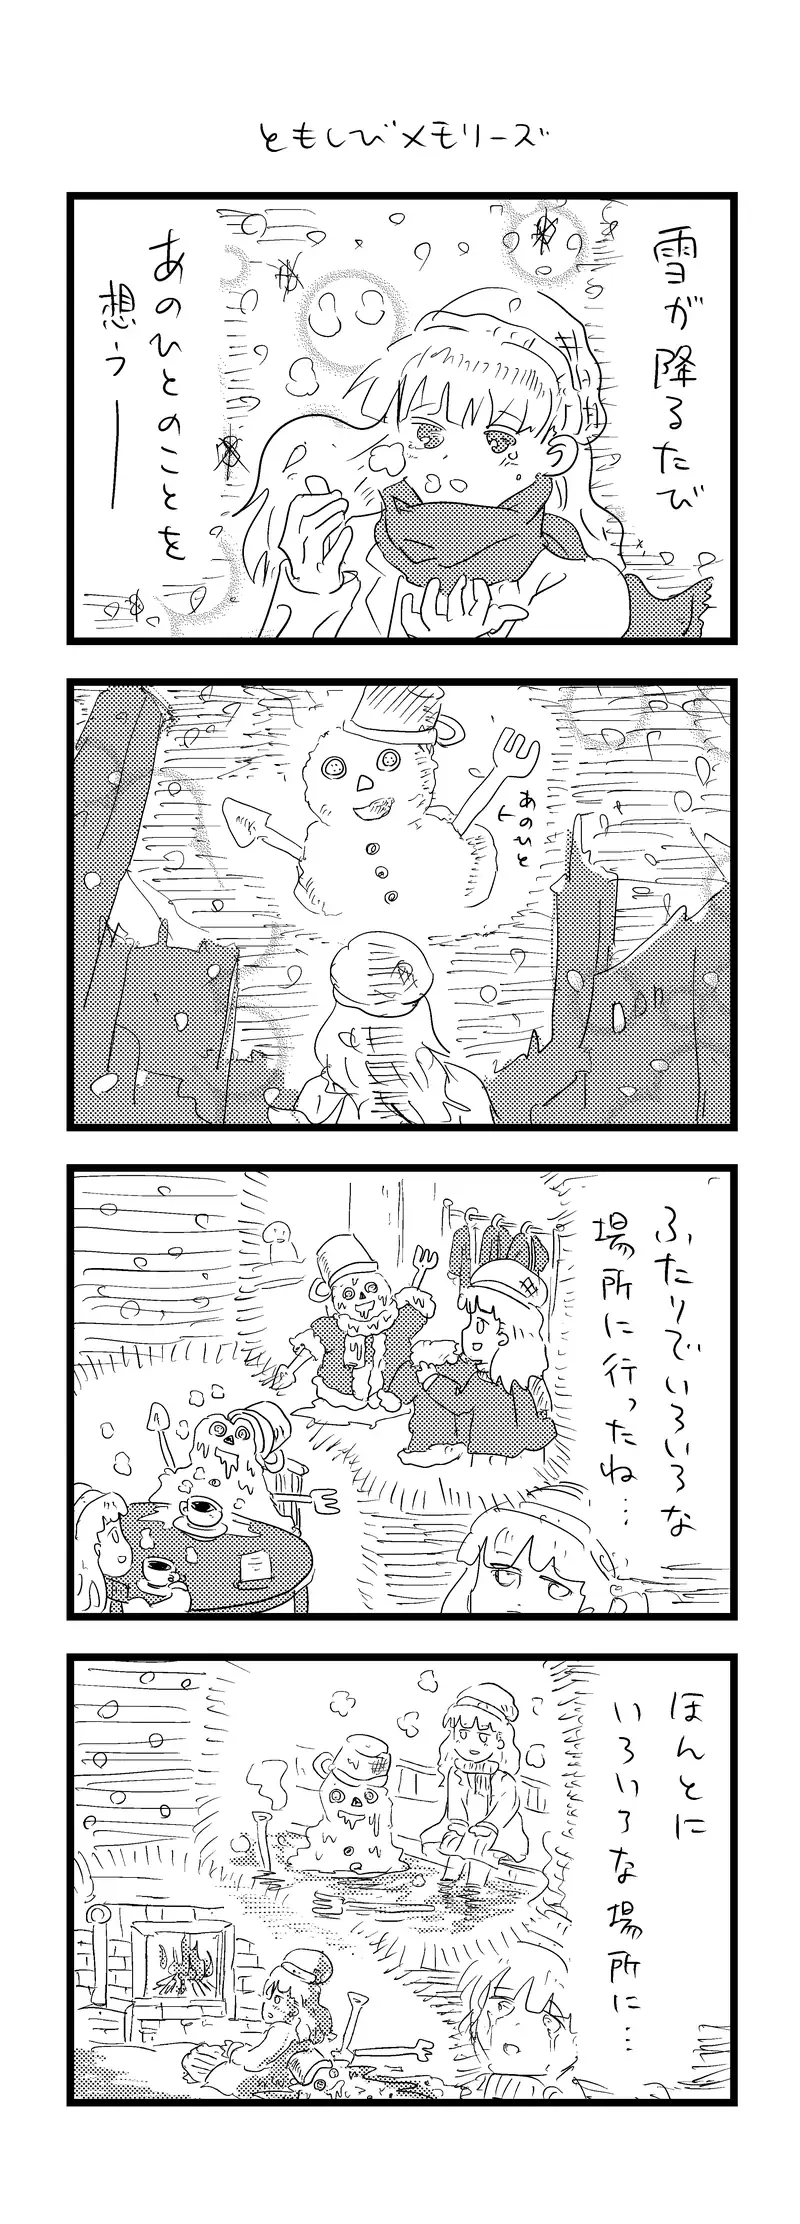 ともしびメモリーズ
雪が降るたび
あのひとのことを
想うー
あのひと
ふたりでいろいろな
場所に行ったね…
ほんとに
いろいろな場所に…